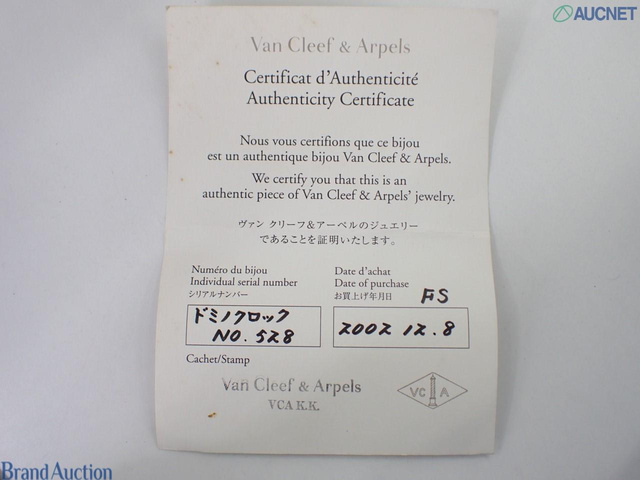 AUCNET
Van Cleef & Arpels
Certificat d'Authenticité
Authenticity Certificate
Nous vous certifions que ce bijou
est un authentique bijou Van Cleef & Arpels.
We certify you that this is an
authentic piece of Van Cleef & Arpels' jewelry.
ヴァン クリーフ&アーペルのジュエリー
であることを証明いたします。
Numéro du bijou
Individual serial number
シリアルナンバー
ドミノクロック
NO. 528
Date d'achat
Date of purchase
お買上げ年月日 FS
2002 12. 8
Cachet/Stamp
Van Cleef & Arpels
VCA K.K.
VC A
Brand Auction